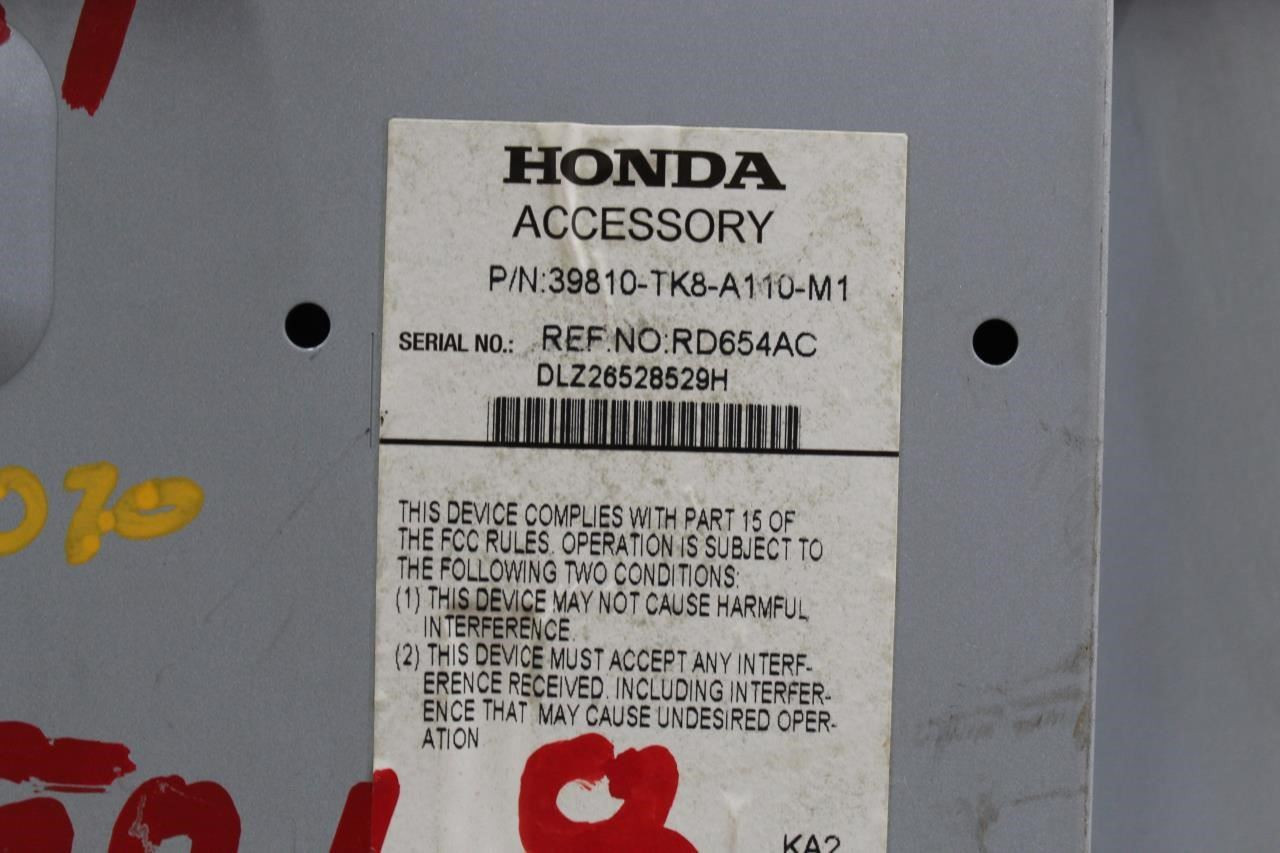 HONDA
ACCESSORY
P/N:39810-TK8-A110-M1
SERIAL NO.: REF.NO:RD654AC
DLZ26528529H
THIS DEVICE COMPLIES WITH PART 15 OF
THE FCC RULES. OPERATION IS SUBJECT TO
THE FOLLOWING TWO CONDITIONS:
(1) THIS DEVICE MAY NOT CAUSE HARMFUL
INTERFERENCE.
(2) THIS DEVICE MUST ACCEPT ANY INTERF-
ERENCE RECEIVED. INCLUDING INTERFER-
ENCE THAT MAY CAUSE UNDESIRED OPER-
ATION
KA2